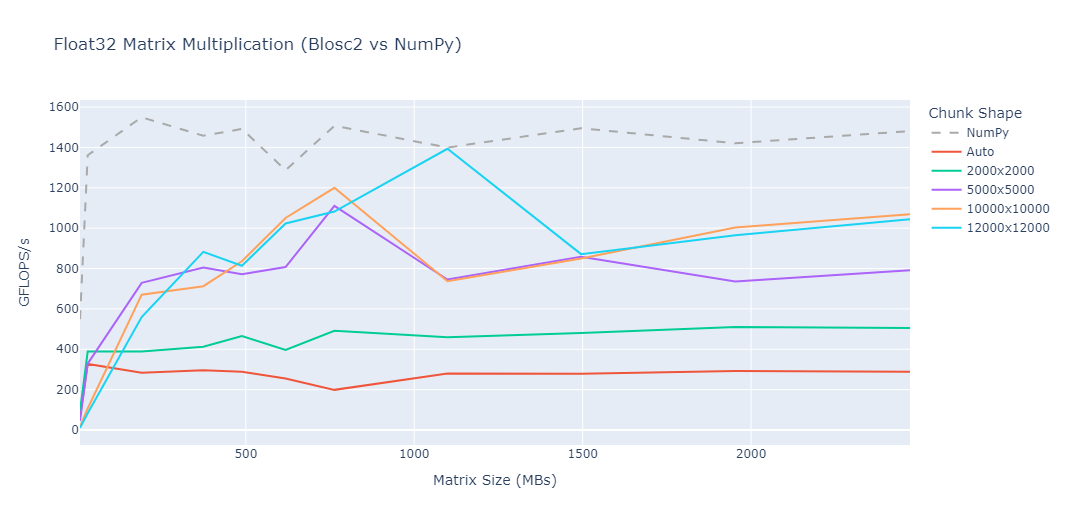 Float32 Matrix Multiplication (Blosc2 vs NumPy)
1600
1400
1200
1000
800
600
400
200
0
GFLOPS/s
500
1000
1500
2000
Matrix Size (MBs)
Chunk Shape
NumPy
Auto
2000x2000
5000x5000
10000x10000
12000x12000